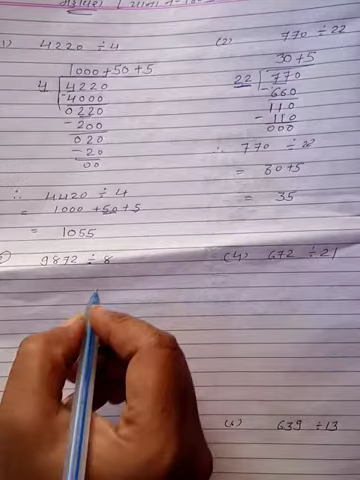 1) 4220 ÷ 4
1000 + 50 + 5
4 4220
- 4000
0220
- 200
020
- 20
00
∴ 4420 ÷ 4
= 1000 + 50 + 5
= 1055
(2) 770 ÷ 22
30 + 5
22 770
- 660
110
- 110
000
∴ 770 ÷ 22
= 30 + 5
= 35
9872 ÷ 8
(4) 672 ÷ 21
(6) 639 ÷ 13